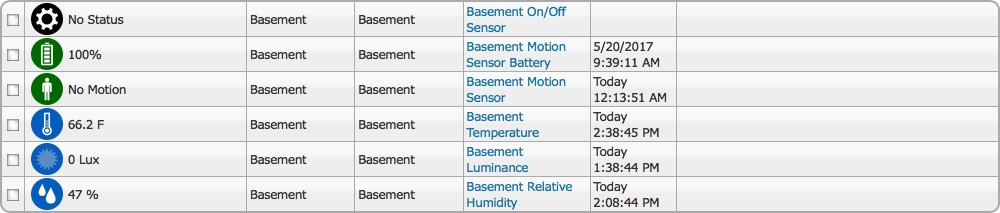 No Status Basement Basement Basement On/Off
Sensor
100% Basement Basement Basement Motion 5/20/2017
Sensor Battery 9:39:11 AM
No Motion Basement Basement Basement Motion Today
Sensor 12:13:51 AM
66.2 F Basement Basement Basement Today
Temperature 2:38:45 PM
0 Lux Basement Basement Basement Today
Luminance 1:38:44 PM
47 % Basement Basement Basement Relative Today
Humidity 2:08:44 PM